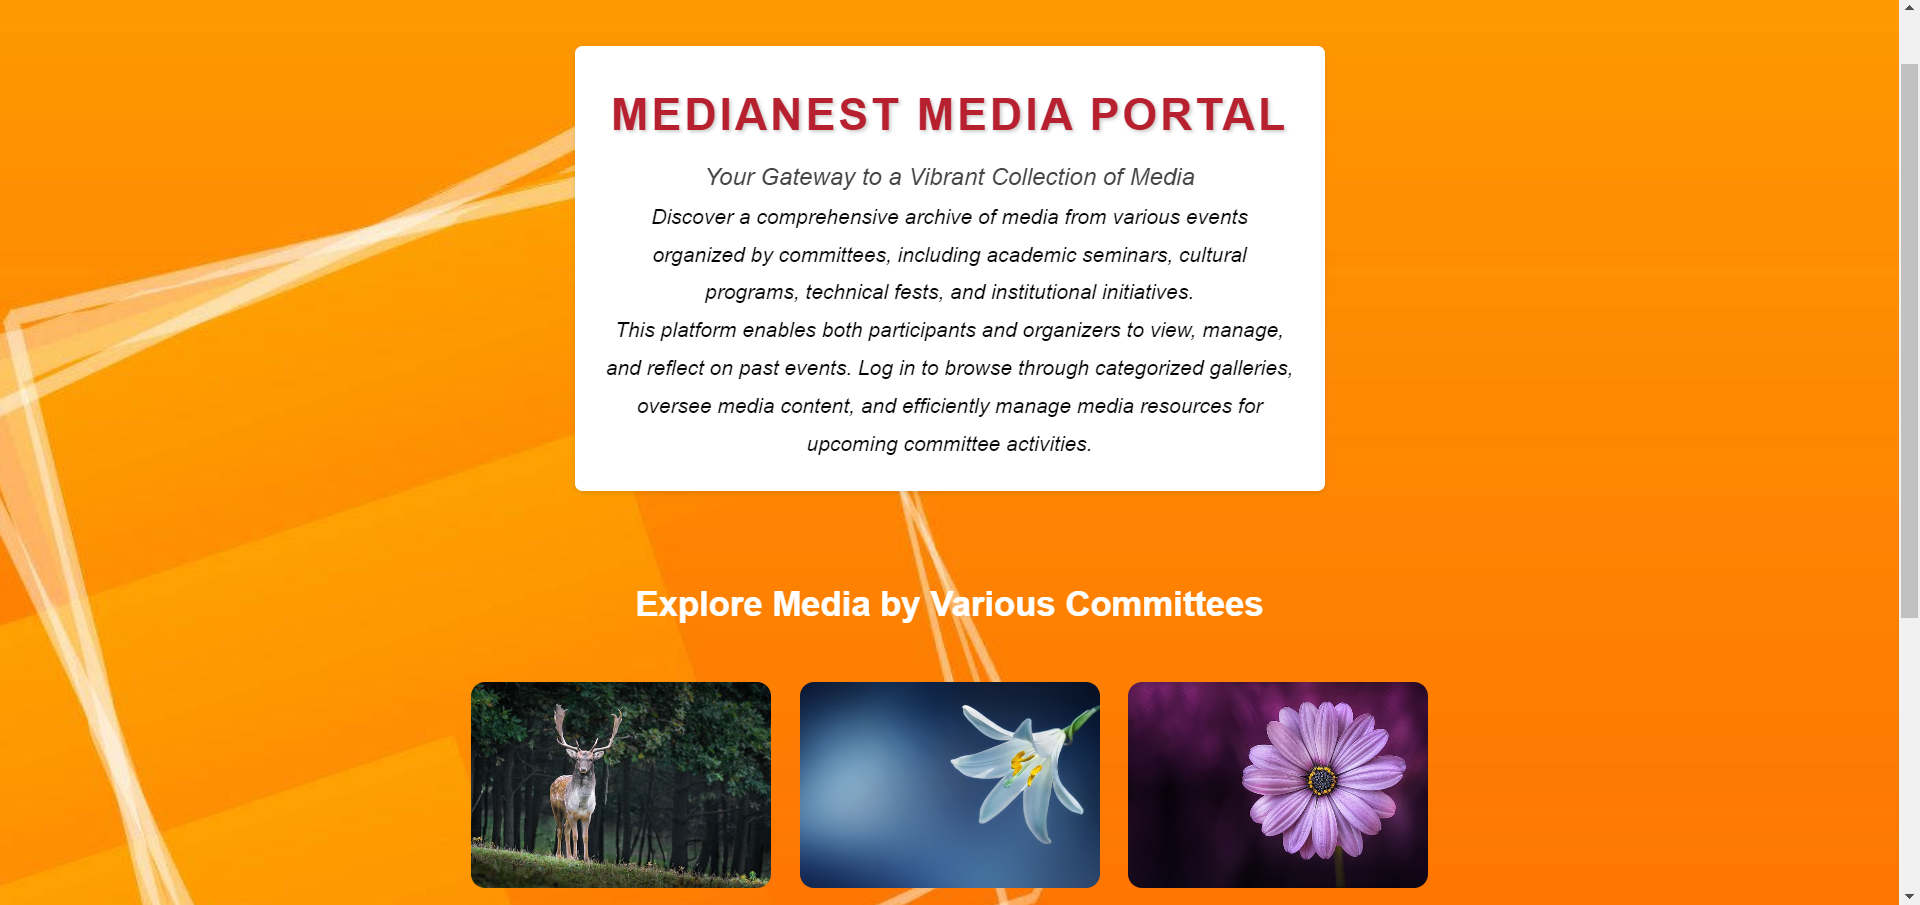 MEDIANEST MEDIA PORTAL
Your Gateway to a Vibrant Collection of Media
Discover a comprehensive archive of media from various events
organized by committees, including academic seminars, cultural
programs, technical fests, and institutional initiatives.
This platform enables both participants and organizers to view, manage,
and reflect on past events. Log in to browse through categorized galleries,
oversee media content, and efficiently manage media resources for
upcoming committee activities.
Explore Media by Various Committees